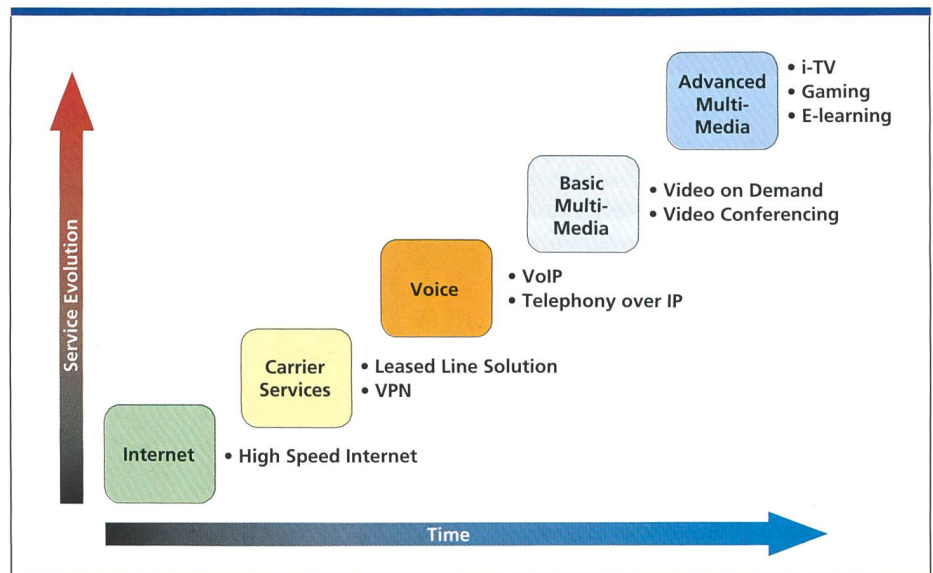 Advanced
Multi-
Media
• i-TV
• Gaming
• E-learning
Basic
Multi-
Media
• Video on Demand
• Video Conferencing
Voice
• VoIP
• Telephony over IP
Carrier
Services
• Leased Line Solution
• VPN
Internet
• High Speed Internet
Service Evolution
Time